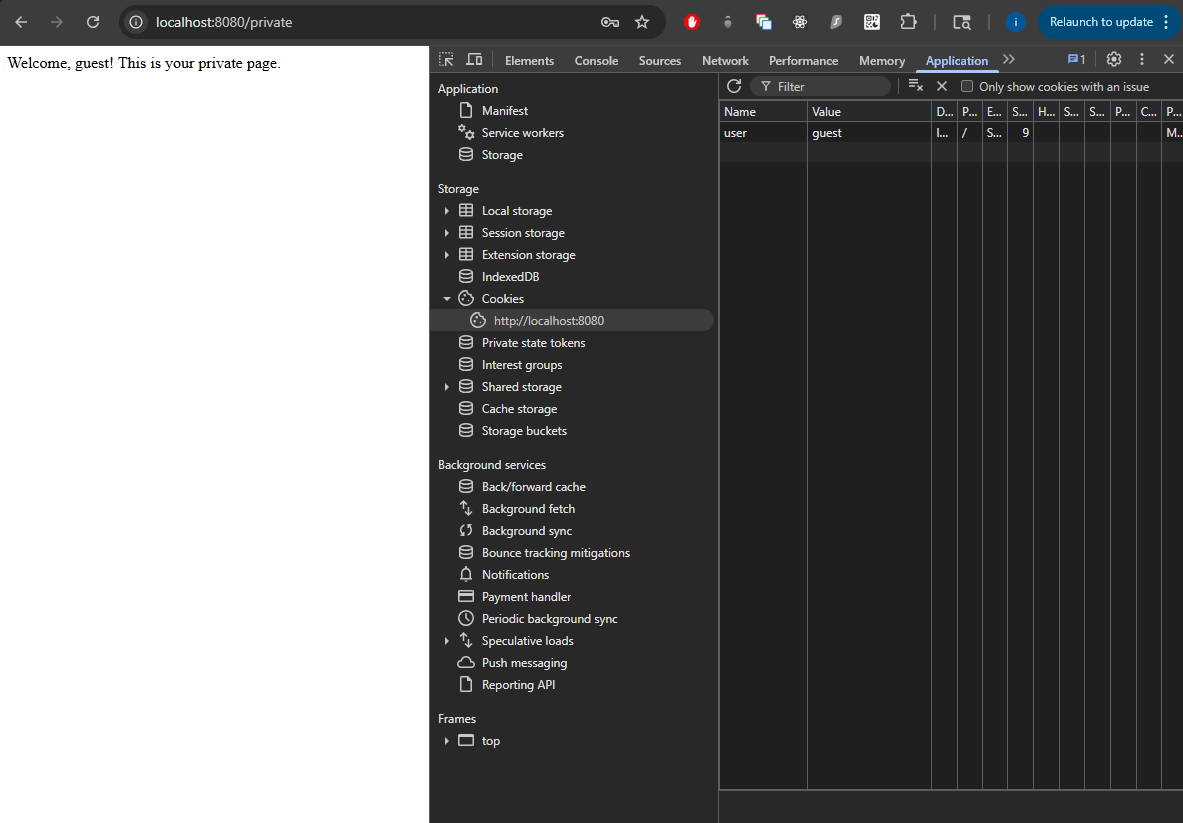 localhost:8080/private
i
Relaunch to update
Welcome, guest! This is your private page.
Elements Console Sources Network Performance Memory Application 1
Application
Manifest
Service workers
Storage
Storage
Local storage
Session storage
Extension storage
IndexedDB
Cookies
http://localhost:8080
Private state tokens
Interest groups
Shared storage
Cache storage
Storage buckets
Background services
Back/forward cache
Background fetch
Background sync
Bounce tracking mitigations
Notifications
Payment handler
Periodic background sync
Speculative loads
Push messaging
Reporting API
Frames
top
Filter Only show cookies with an issue
Name Value D... P... E... S... H... S... S... P... C... P...
user guest l... / S... 9 M...